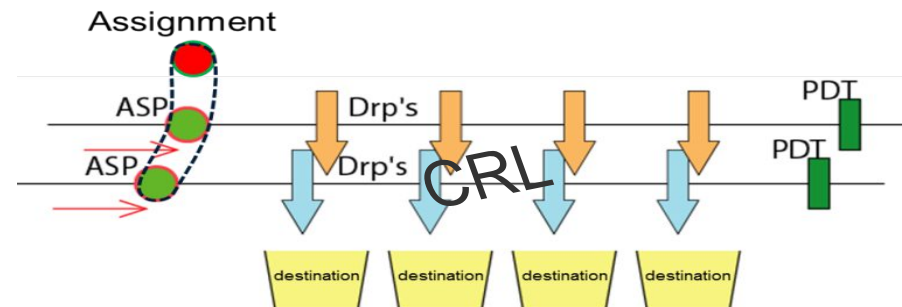 Assignment
ASP Drp's PDT
ASP Drp's PDT
CRL
destination destination destination destination